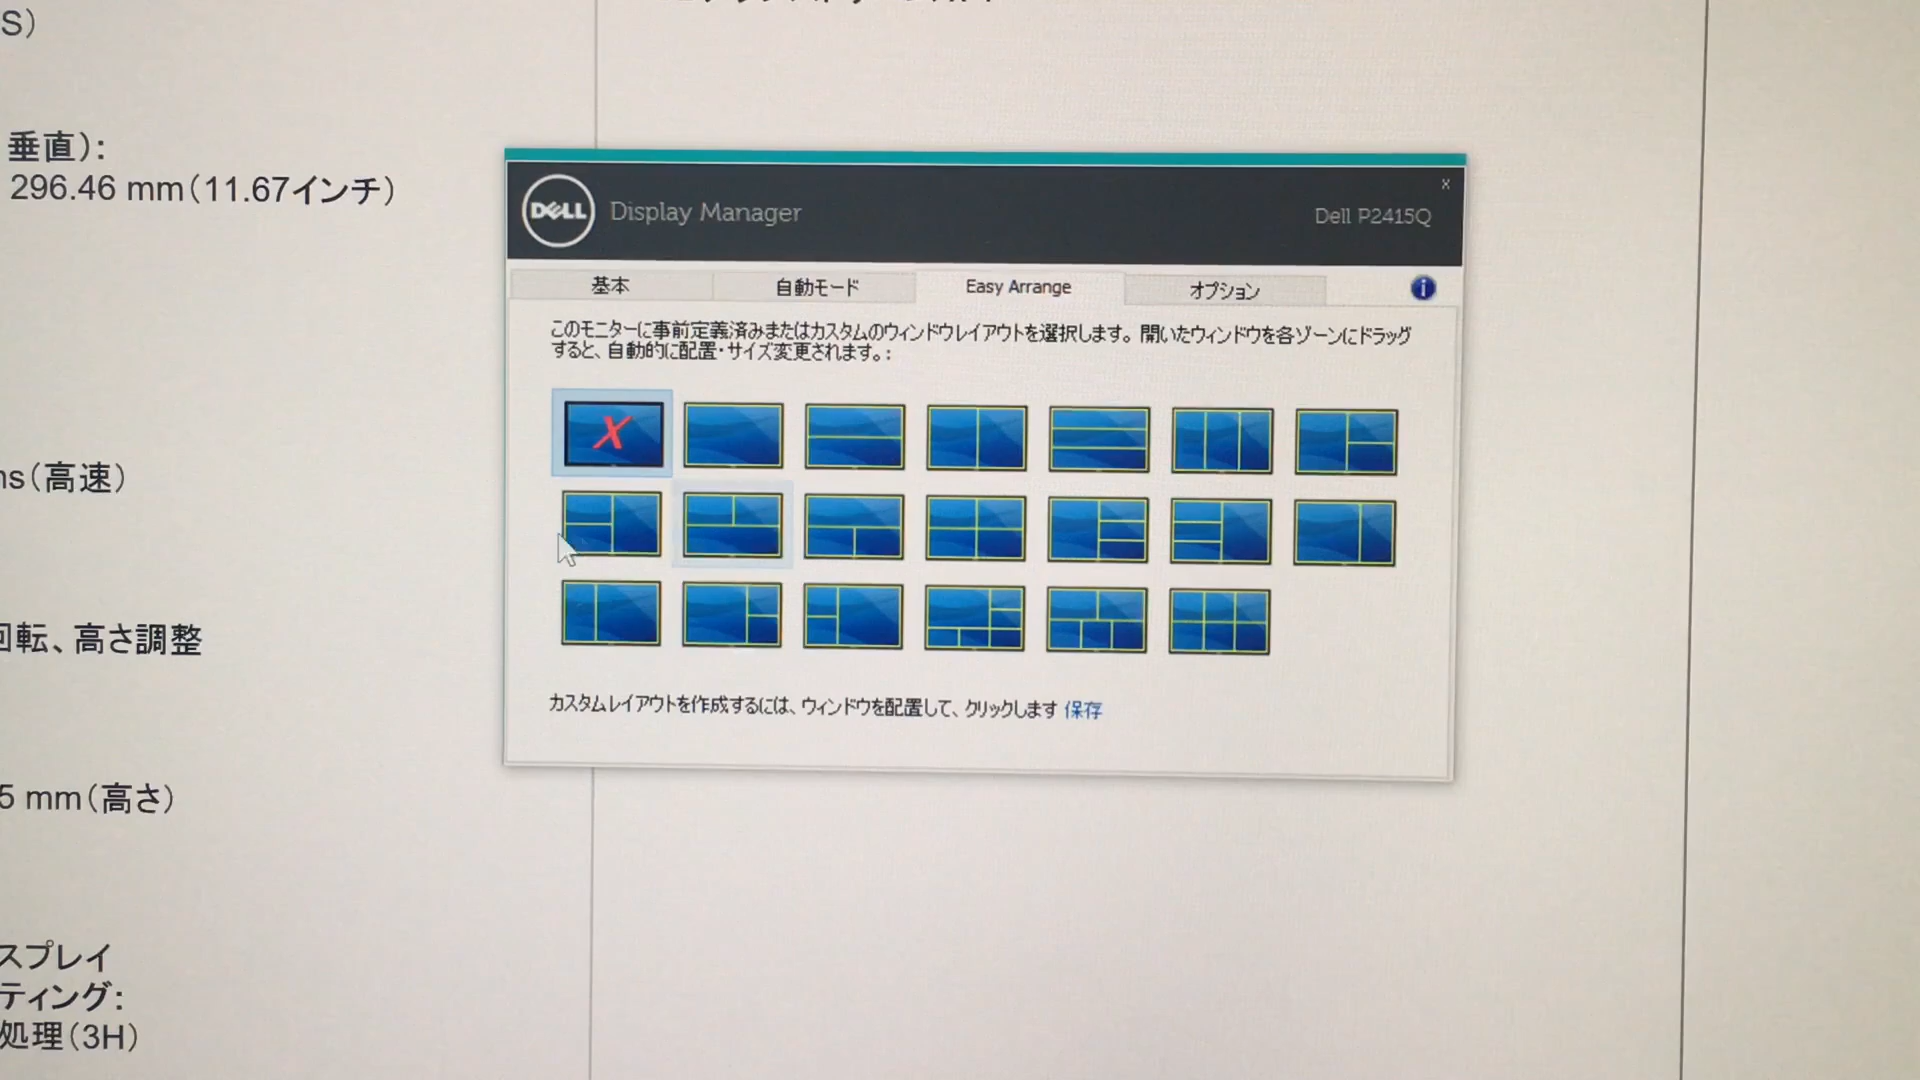 S)
垂直):
296.46 mm(11.67インチ)
DELL
Display Manager
x
Dell P2415Q
基本
自動モード
Easy Arrange
オプション
i
このモニターに事前定義済みまたはカスタムのウィンドウレイアウトを選択します。開いたウィンドウを各ゾーンにドラッグ
すると、自動的に配置・サイズ変更されます。:
X
ns(高速)
回転、高さ調整
カスタムレイアウトを作成するには、ウィンドウを配置して、クリックします 保存
5 mm(高さ)
スプレイ
ティング:
処理(3H)